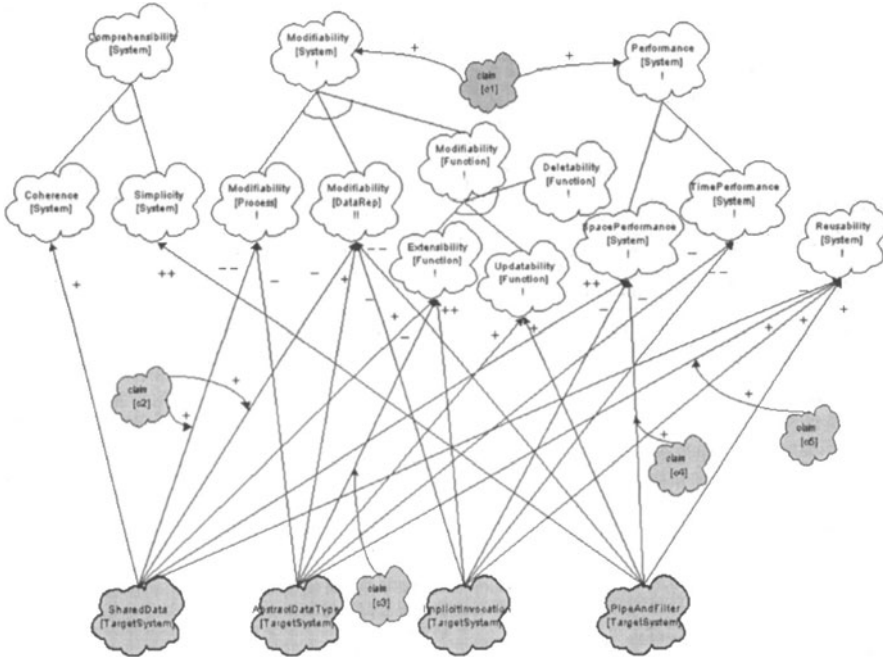 Comprehensibility
[System]
Modifiability
[System]
!
Performance
[System]
!
+
+
claim
[c1]
Coherence
[System]
Simplicity
[System]
Modifiability
[Process]
!
Modifiability
[DataRep]
!!
Modifiability
[Function]
!
Deletability
[Function]
!
Extensibility
[Function]
!
Updatability
[Function]
!
SpacePerformance
[System]
!
TimePerformance
[System]
!
Reusability
[System]
!
+
++
--
-
-
+
--
-
+
-
++
+
+
++
-
-
-
--
-
+
+
+
claim
[c2]
+
+
claim
[c3]
+
claim
[c4]
+
claim
[c5]
+
SharedData
[TargetSystem]
AbstractDataType
[TargetSystem]
ImplicitInvocation
[TargetSystem]
PipeAndFilter
[TargetSystem]